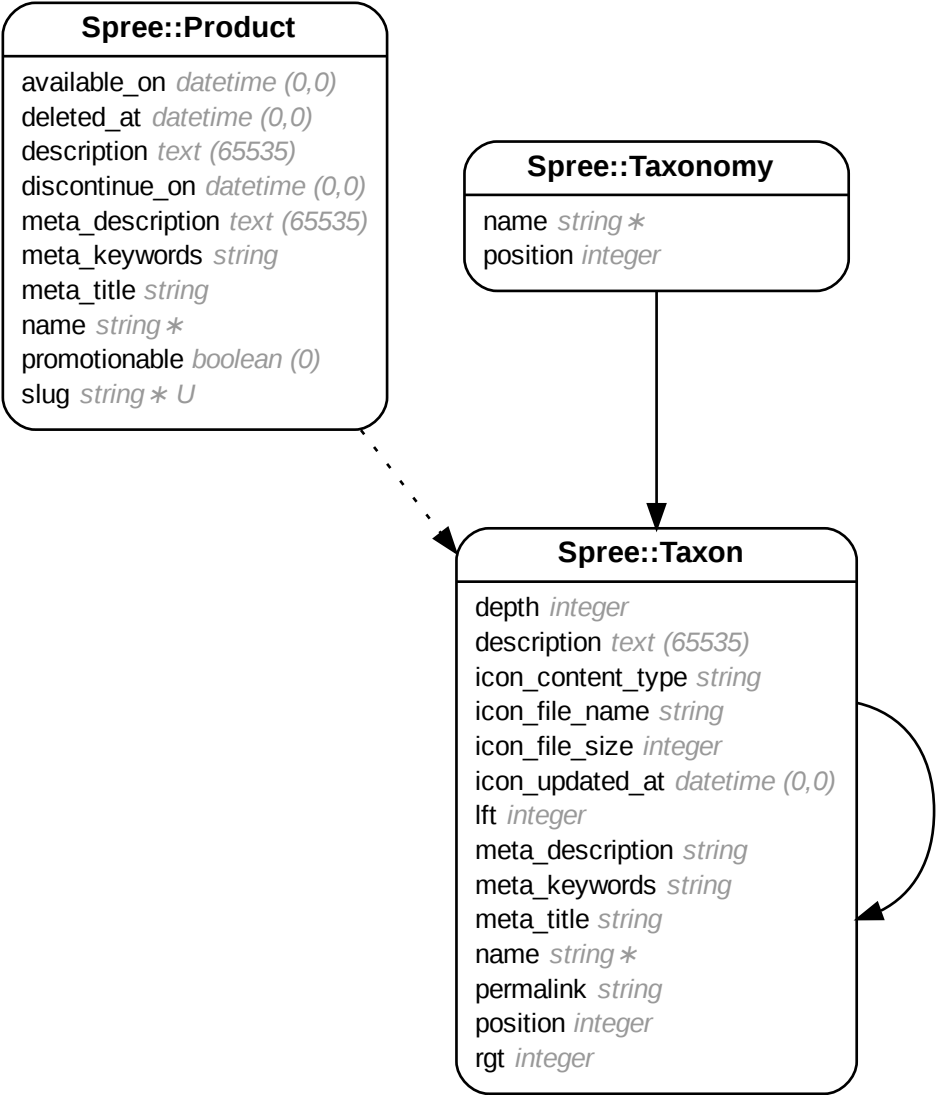 Spree::Product
available_on datetime (0,0)
deleted_at datetime (0,0)
description text (65535)
discontinue_on datetime (0,0)
meta_description text (65535)
meta_keywords string
meta_title string
name string ∗
promotionable boolean (0)
slug string ∗ U
Spree::Taxonomy
name string ∗
position integer
Spree::Taxon
depth integer
description text (65535)
icon_content_type string
icon_file_name string
icon_file_size integer
icon_updated_at datetime (0,0)
lft integer
meta_description string
meta_keywords string
meta_title string
name string ∗
permalink string
position integer
rgt integer